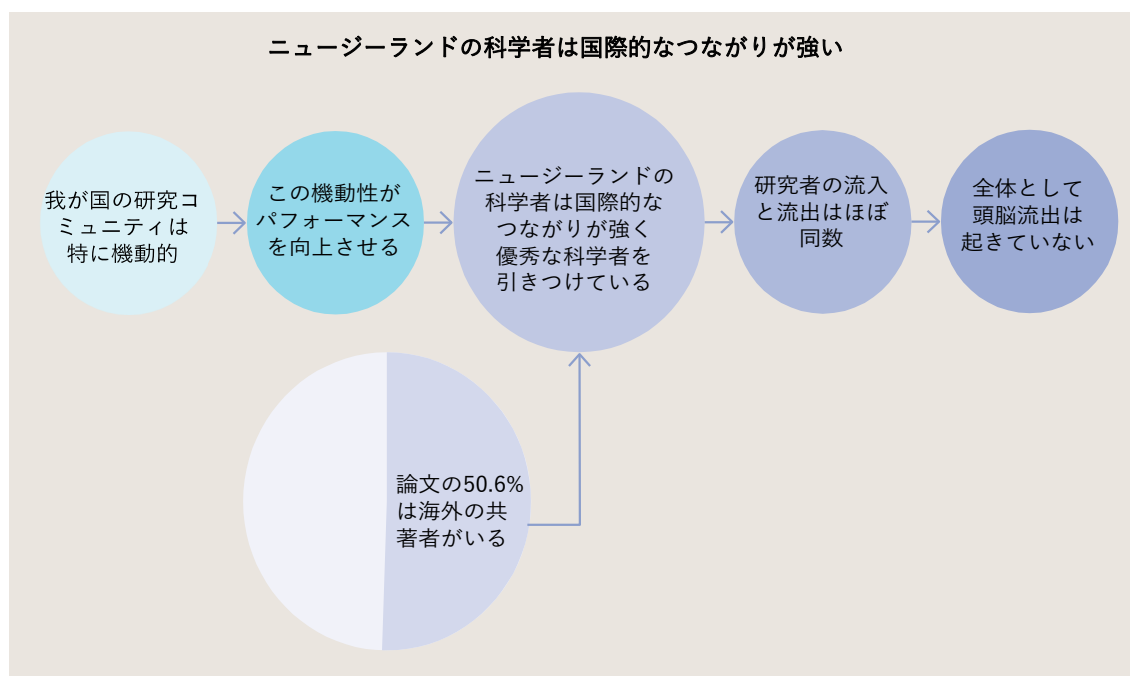 ニュージーランドの科学者は国際的なつながりが強い
我が国の研究コ
ミュニティは
特に機動的
この機動性が
パフォーマンス
を向上させる
ニュージーランドの
科学者は国際的な
つながりが強く
優秀な科学者を
引きつけている
研究者の流入
と流出はほぼ
同数
全体として
頭脳流出は
起きていない
論文の50.6%
は海外の共
著者がいる